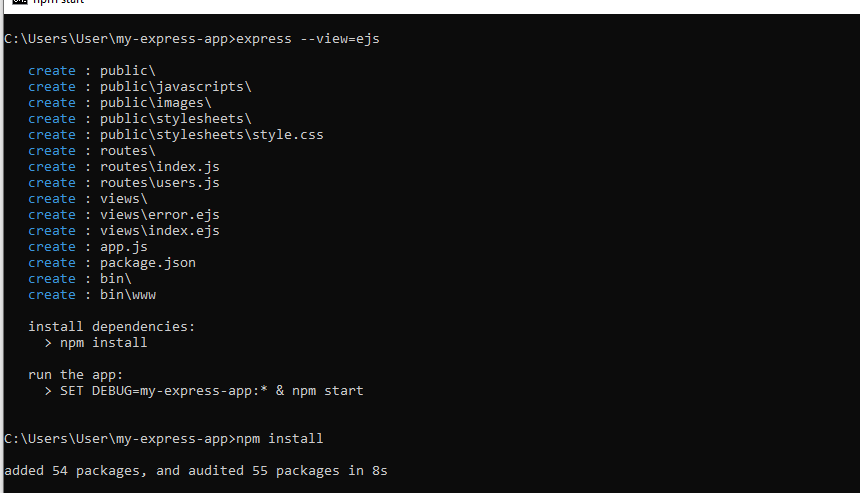 npm start
C:\Users\User\my-express-app>express --view=ejs
create : public\
create : public\javascripts\
create : public\images\
create : public\stylesheets\
create : public\stylesheets\style.css
create : routes\
create : routes\index.js
create : routes\users.js
create : views\
create : views\error.ejs
create : views\index.ejs
create : app.js
create : package.json
create : bin\
create : bin\www
install dependencies:
> npm install
run the app:
> SET DEBUG=my-express-app:* & npm start
C:\Users\User\my-express-app>npm install
added 54 packages, and audited 55 packages in 8s